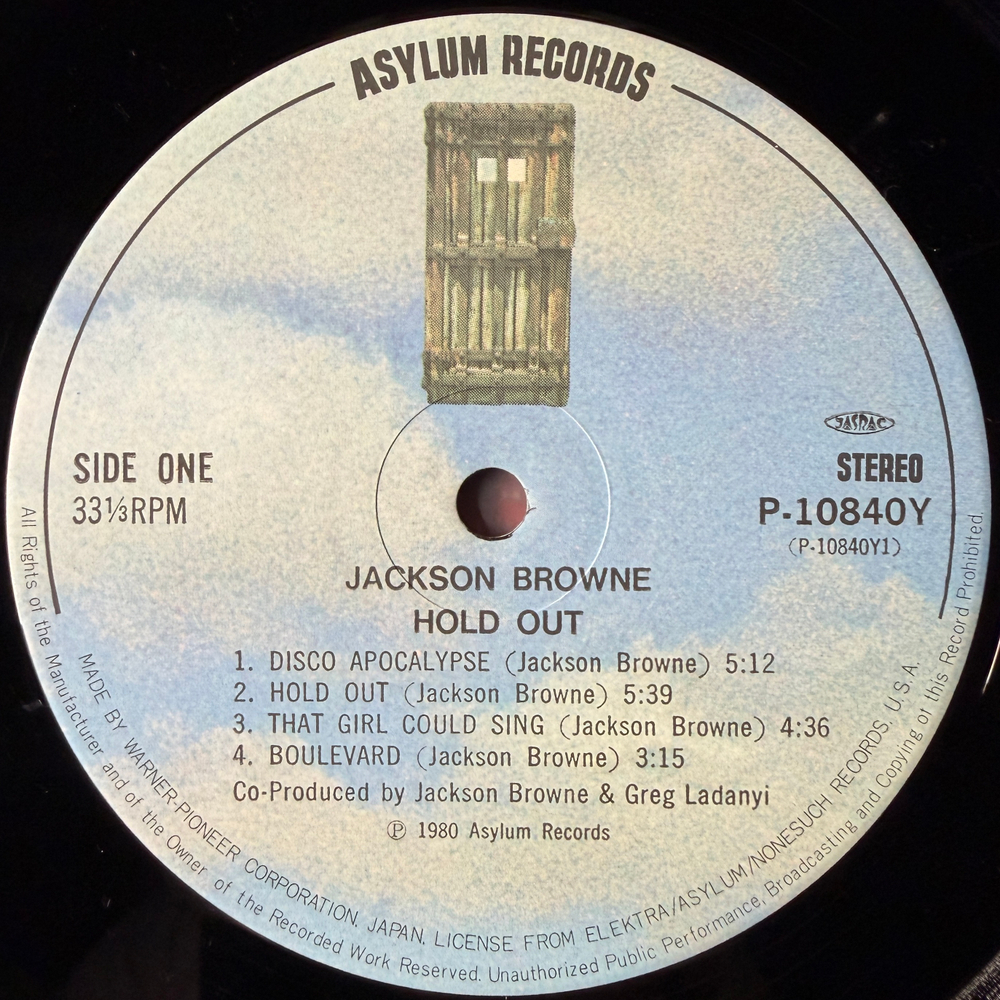 ASYLUM RECORDS
JASRAC
SIDE ONE
STEREO
33⅓RPM
P-10840Y
(P-10840Y1)
JACKSON BROWNE
HOLD OUT
1. DISCO APOCALYPSE (Jackson Browne) 5:12
2. HOLD OUT (Jackson Browne) 5:39
3. THAT GIRL COULD SING (Jackson Browne) 4:36
4. BOULEVARD (Jackson Browne) 3:15
Co-Produced by Jackson Browne & Greg Ladanyi
Ⓟ 1980 Asylum Records
MADE BY WARNER-PIONEER CORPORATION, JAPAN. LICENSE FROM ELEKTRA/ASYLUM/NONESUCH RECORDS, U.S.A.
All Rights of the Manufacturer and of the Owner of the Recorded Work Reserved. Unauthorized Public Performance, Broadcasting and Copying of this Record Prohibited.